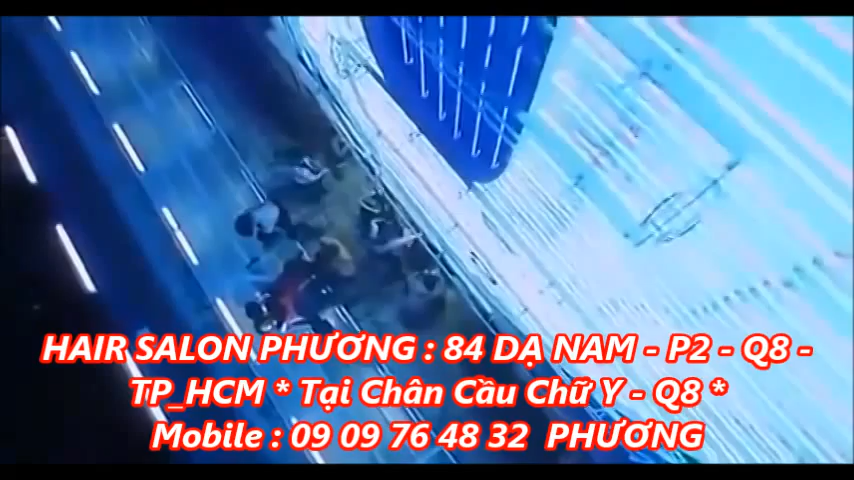 HAIR SALON PHƯƠNG : 84 DẠ NAM - P2 - Q8 -
TP_HCM * Tại Chân Cầu Chữ Y - Q8 *
Mobile : 09 09 76 48 32 PHƯƠNG